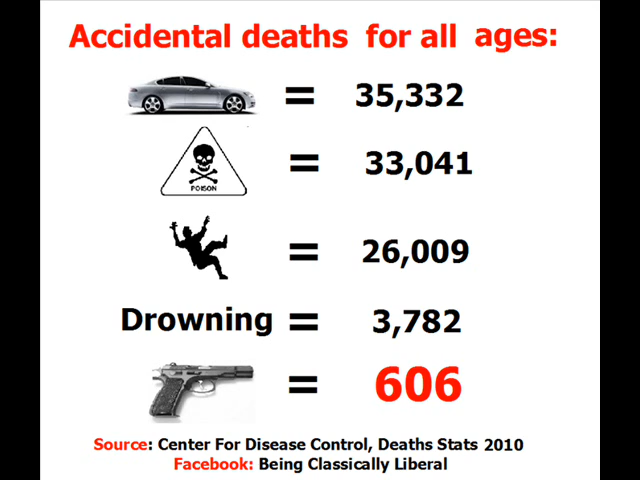 Accidental deaths for all ages:
= 35,332
POISON
= 33,041
= 26,009
Drowning = 3,782
= 606
Source: Center For Disease Control, Deaths Stats 2010
Facebook: Being Classically Liberal